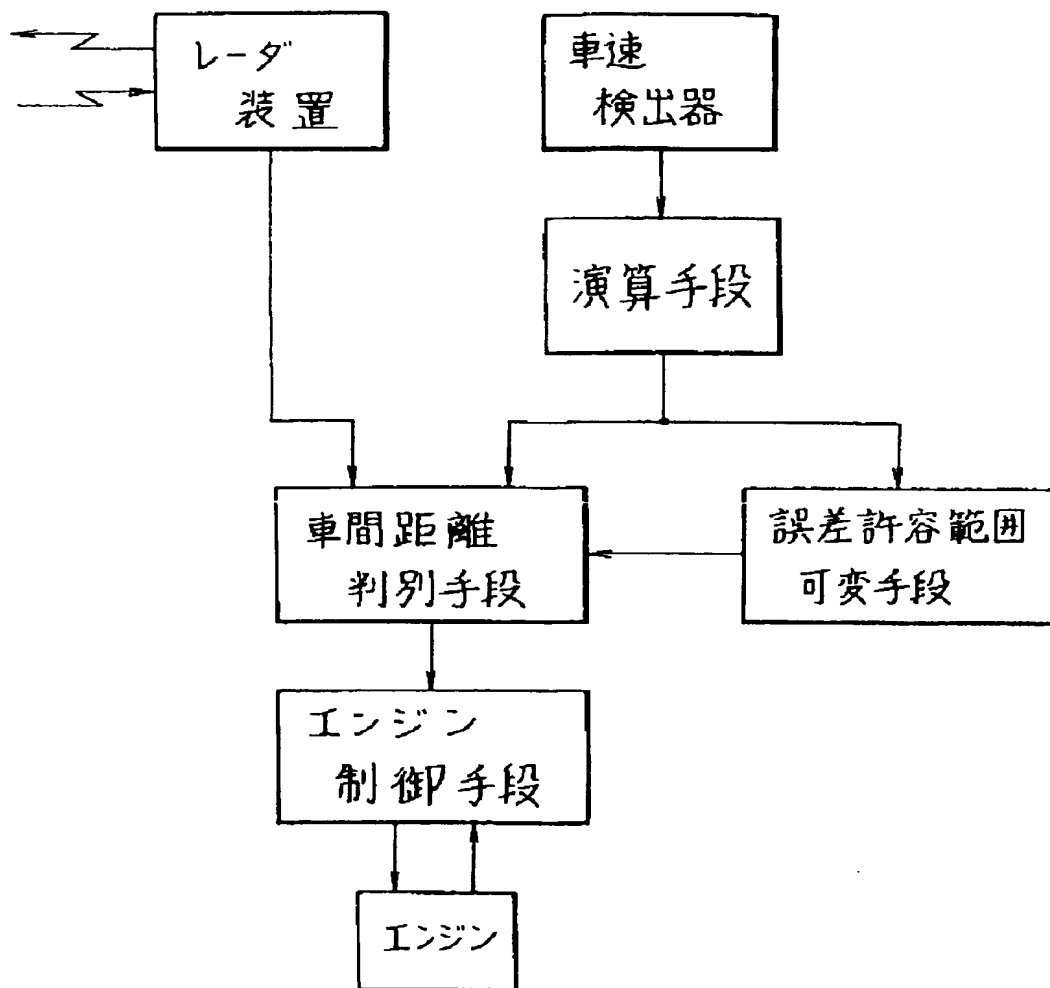 レーダ
装置
車速
検出器
演算手段
車間距離
判別手段
誤差許容範囲
可変手段
エンジン
制御手段
エンジン